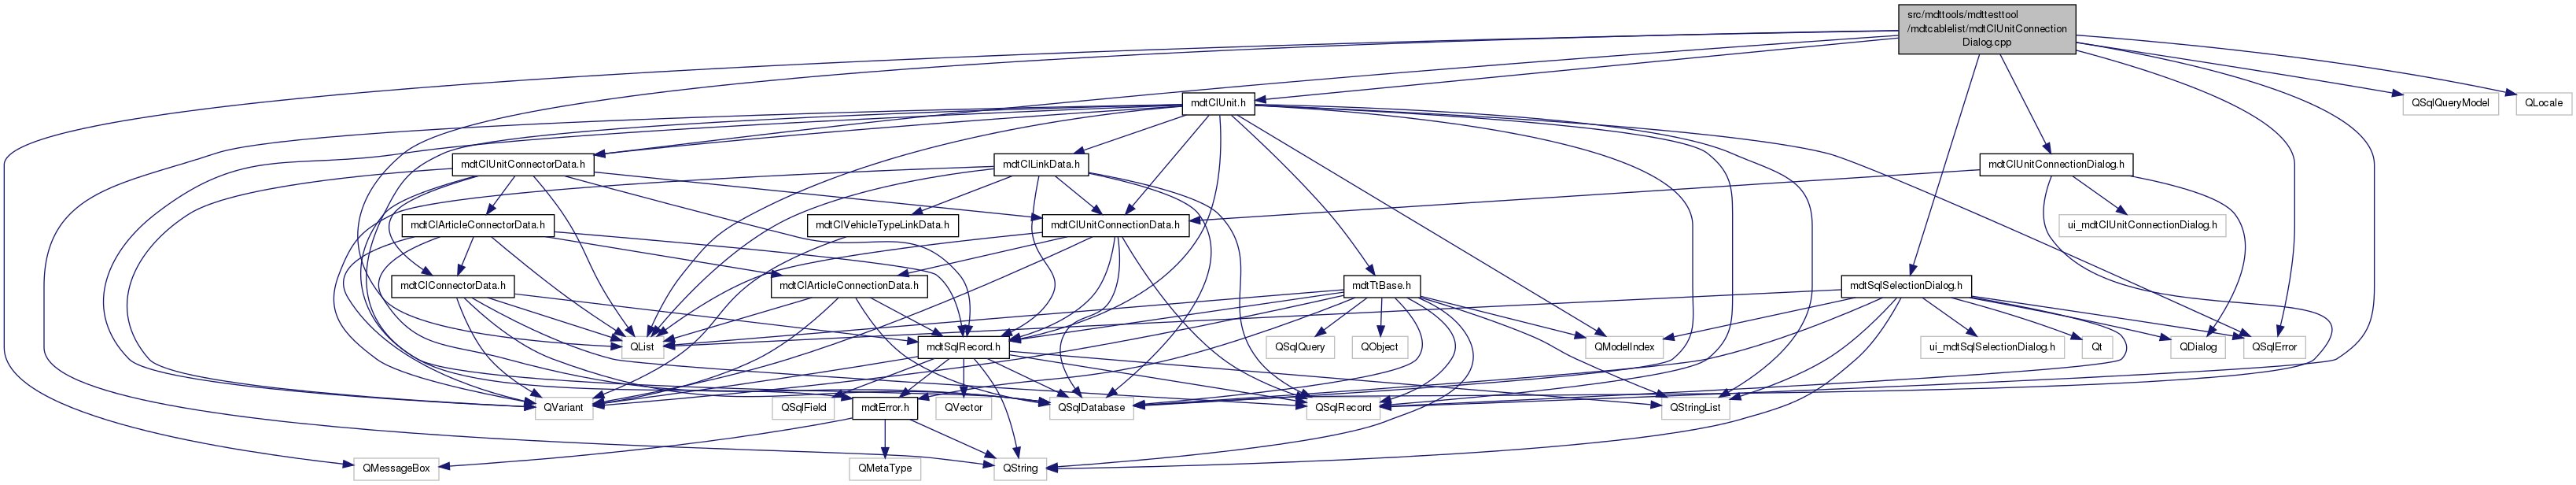 src/mdttools/mdttesttool
/mdtcablelist/mdtClUnitConnection
Dialog.cpp
mdtClUnit.h
QSqlQueryModel
QLocale
mdtClUnitConnectorData.h
mdtClLinkData.h
mdtClUnitConnectionDialog.h
mdtClArticleConnectorData.h
mdtClVehicleTypeLinkData.h
mdtClUnitConnectionData.h
ui_mdtClUnitConnectionDialog.h
mdtClConnectorData.h
mdtClArticleConnectionData.h
mdtTtBase.h
mdtSqlSelectionDialog.h
QList
mdtSqlRecord.h
QSqlQuery
QObject
QModelIndex
ui_mdtSqlSelectionDialog.h
Qt
QDialog
QSqlError
QVariant
QSqlField
mdtError.h
QVector
QSqlDatabase
QSqlRecord
QStringList
QMessageBox
QMetaType
QString